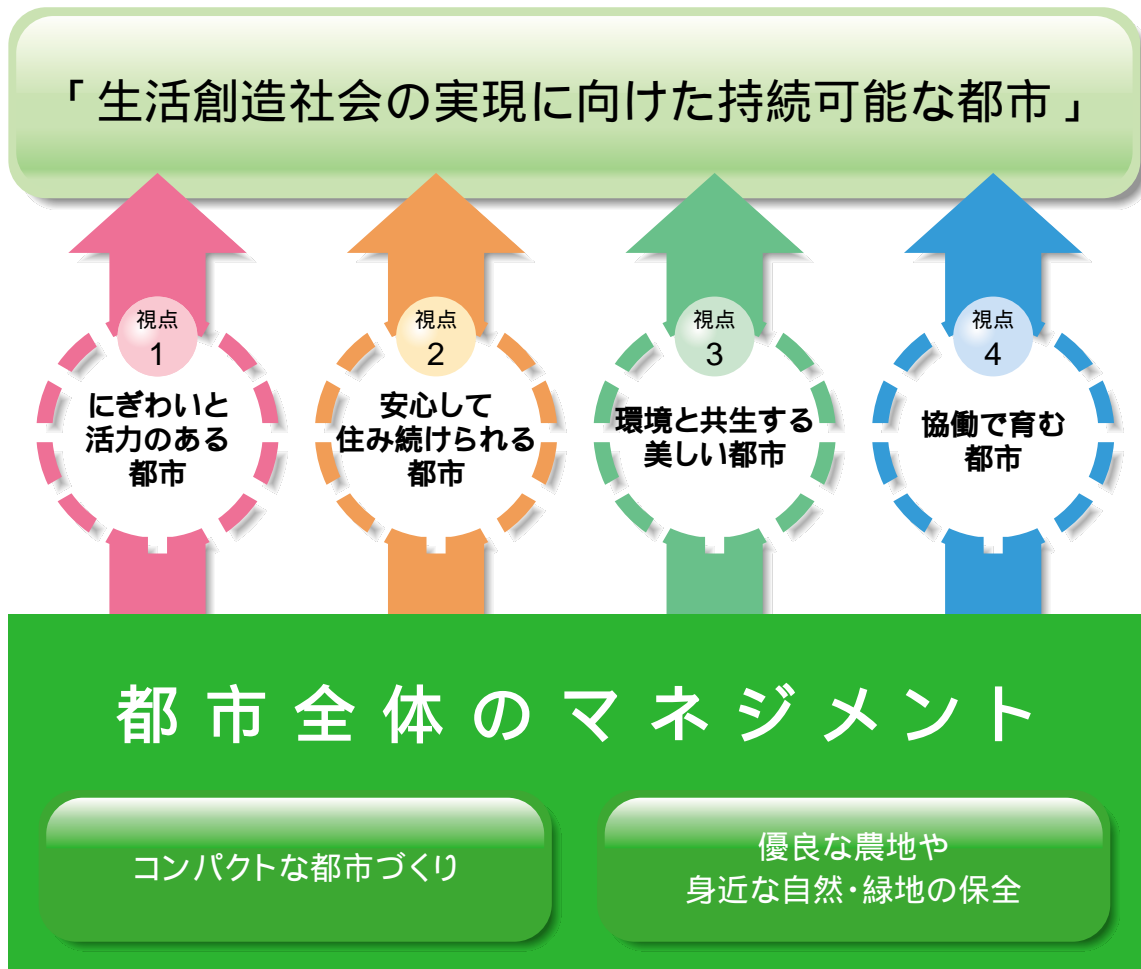 「生活創造社会の実現に向けた持続可能な都市」
視点
1
にぎわいと
活力のある
都市
視点
2
安心して
住み続けられる
都市
視点
3
環境と共生する
美しい都市
視点
4
協働で育む
都市
都市全体のマネジメント
コンパクトな都市づくり
優良な農地や
身近な自然・緑地の保全